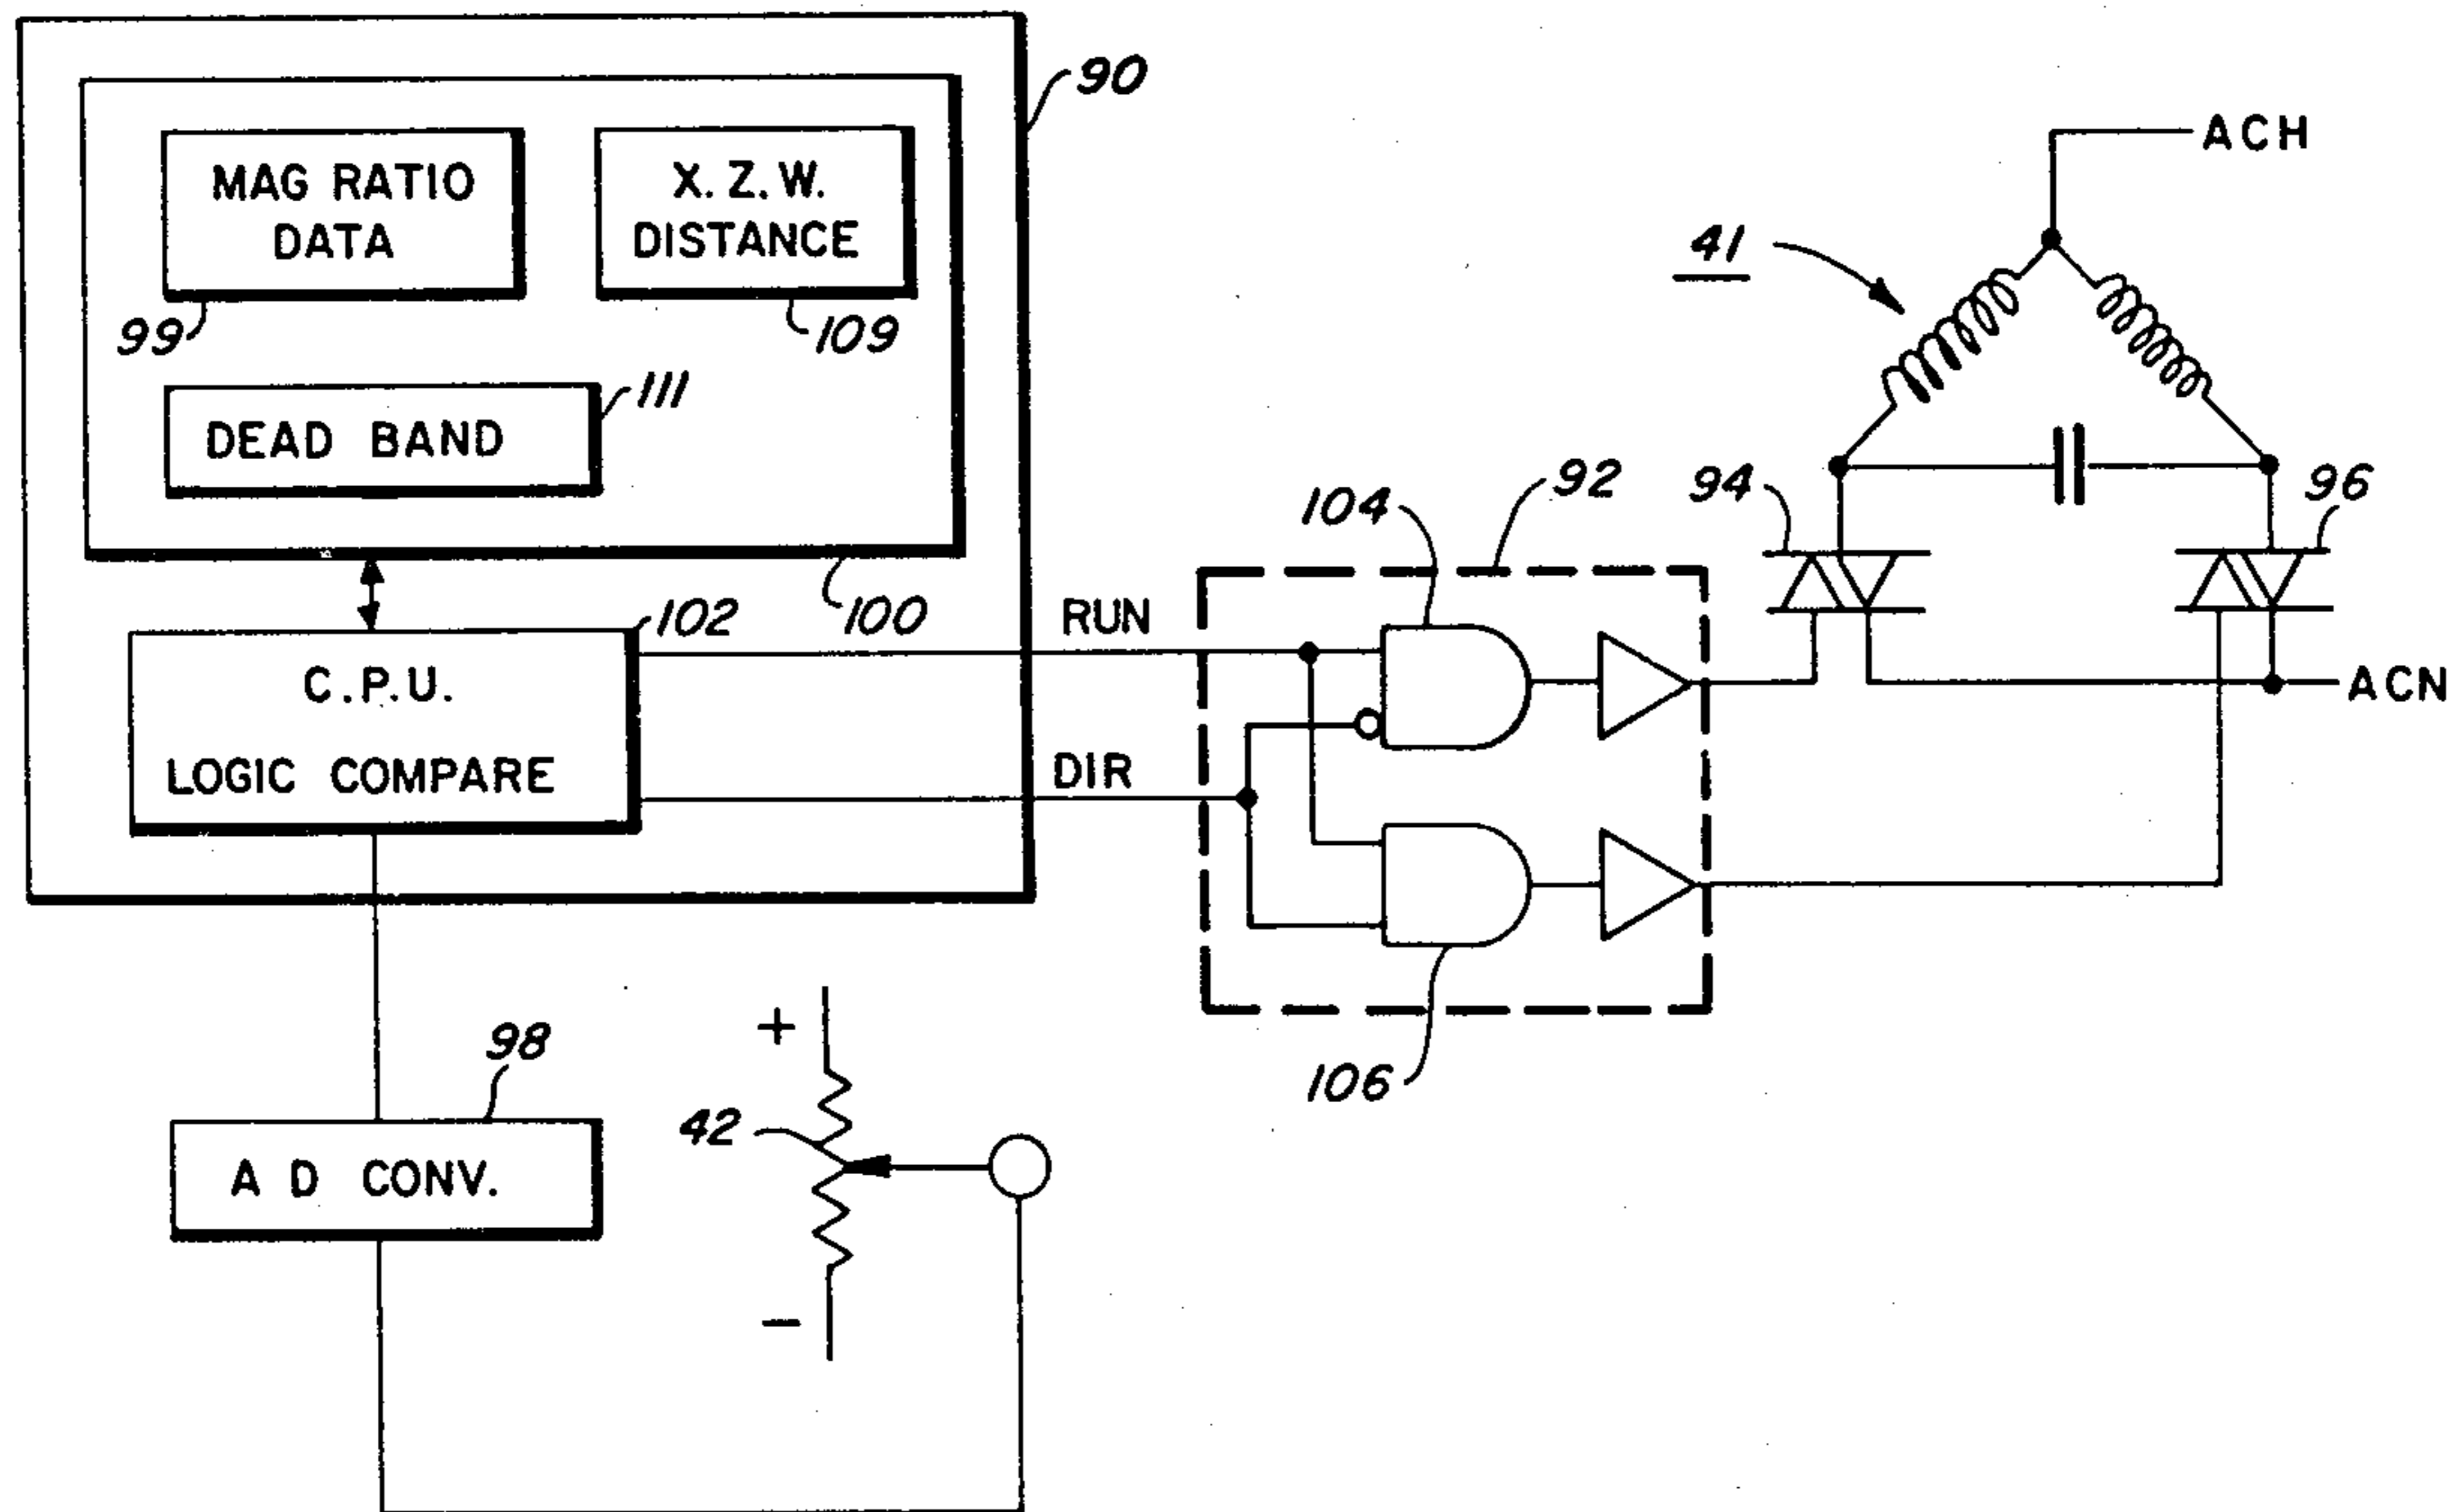 90
MAG RATIO
DATA
99
X. Z. W.
DISTANCE
109
DEAD BAND
111
100
102
C.P.U.
LOGIC COMPARE
RUN
DIR
104
92
106
94
96
41
ACH
ACN
98
A D CONV.
42
+
−